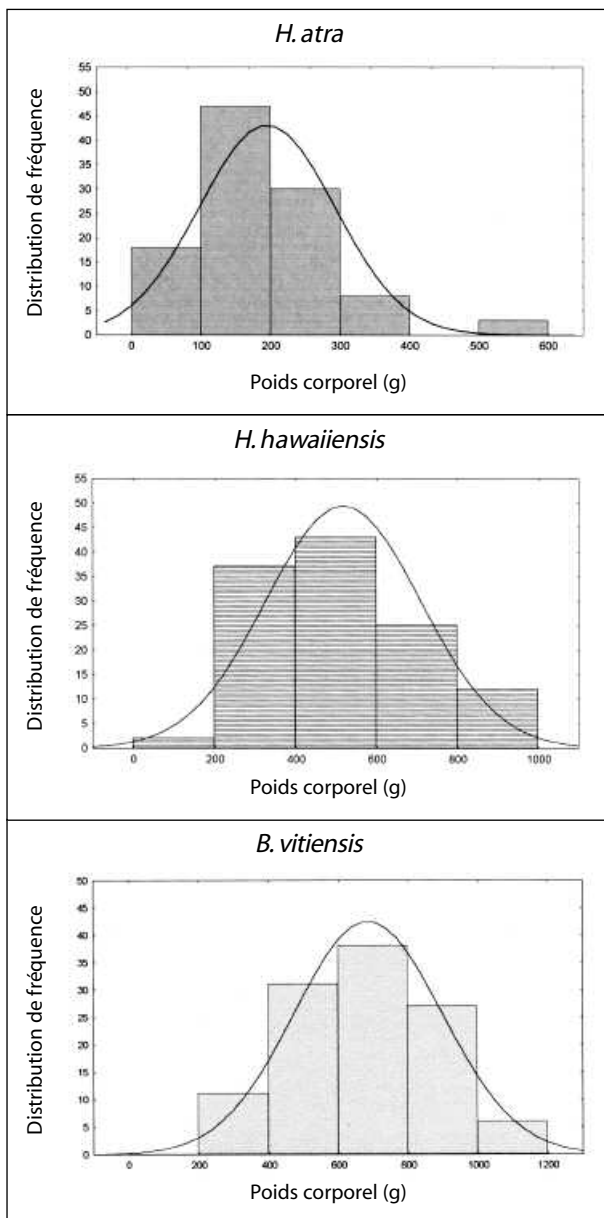 H. atra
Distribution de fréquence
55
50
45
40
35
30
25
20
15
10
5
0
0 100 200 300 400 500 600
Poids corporel (g)
H. hawaiiensis
Distribution de fréquence
55
50
45
40
35
30
25
20
15
10
5
0
0 200 400 600 800 1000
Poids corporel (g)
B. vitiensis
Distribution de fréquence
50
45
40
35
30
25
20
15
10
5
0
0 200 400 600 800 1000 1200
Poids corporel (g)